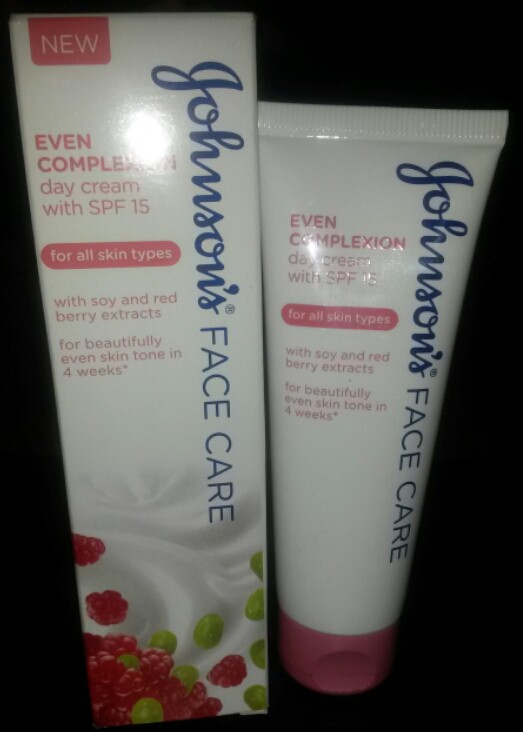 NEW
EVEN
COMPLEXION
day cream
with SPF 15
for all skin types
with soy and red
berry extracts
for beautifully
even skin tone in
4 weeks*
Johnson's® FACE CARE
EVEN
COMPLEXION
day cream
with SPF 15
for all skin types
with soy and red
berry extracts
for beautifully
even skin tone in
4 weeks*
Johnson's® FACE CARE